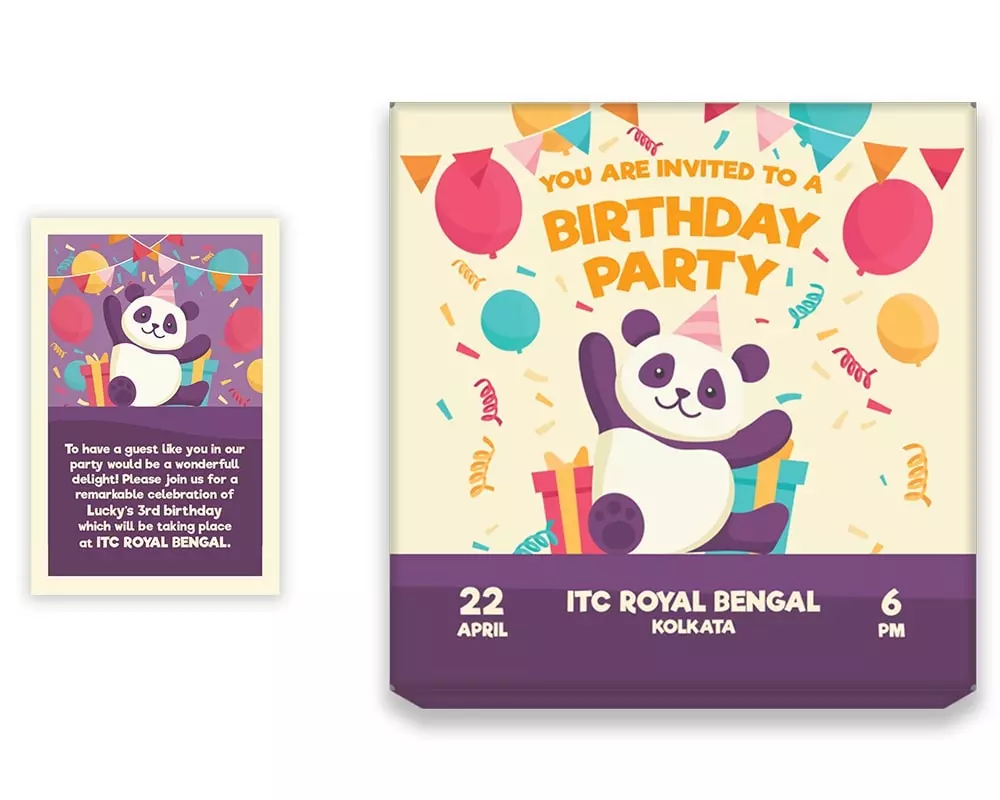 To have a guest like you in our
party would be a wonderfull
delight! Please join us for a
remarkable celebration of
Lucky's 3rd birthday
which will be taking place
at ITC ROYAL BENGAL.
YOU ARE INVITED TO A
BIRTHDAY
PARTY
22
APRIL
ITC ROYAL BENGAL
KOLKATA
6
PM